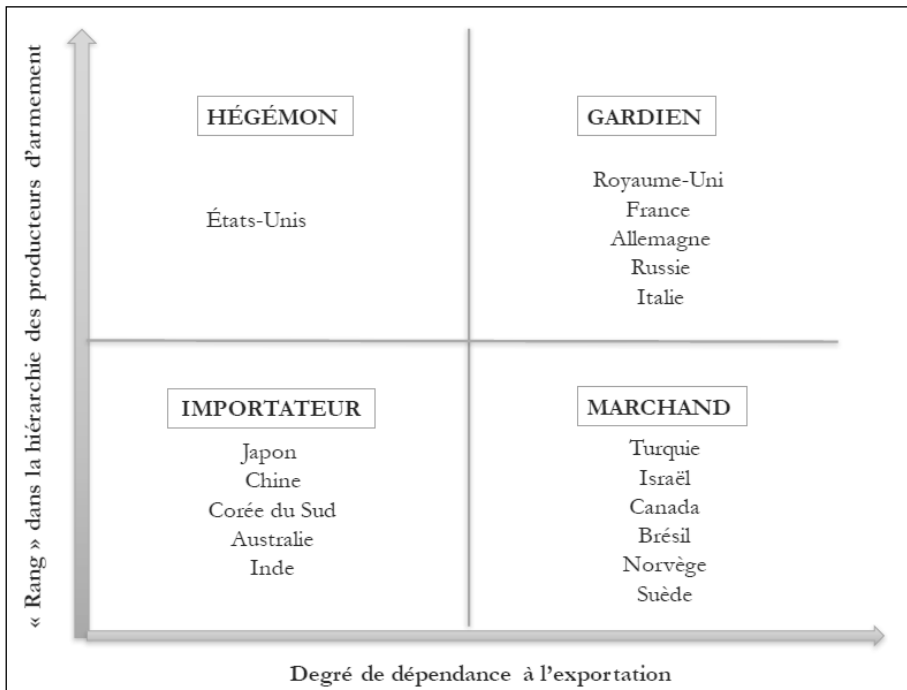 « Rang » dans la hiérarchie des producteurs d'armement
HÉGÉMON
États-Unis
GARDIEN
Royaume-Uni
France
Allemagne
Russie
Italie
IMPORTATEUR
Japon
Chine
Corée du Sud
Australie
Inde
MARCHAND
Turquie
Israël
Canada
Brésil
Norvège
Suède
Degré de dépendance à l'exportation